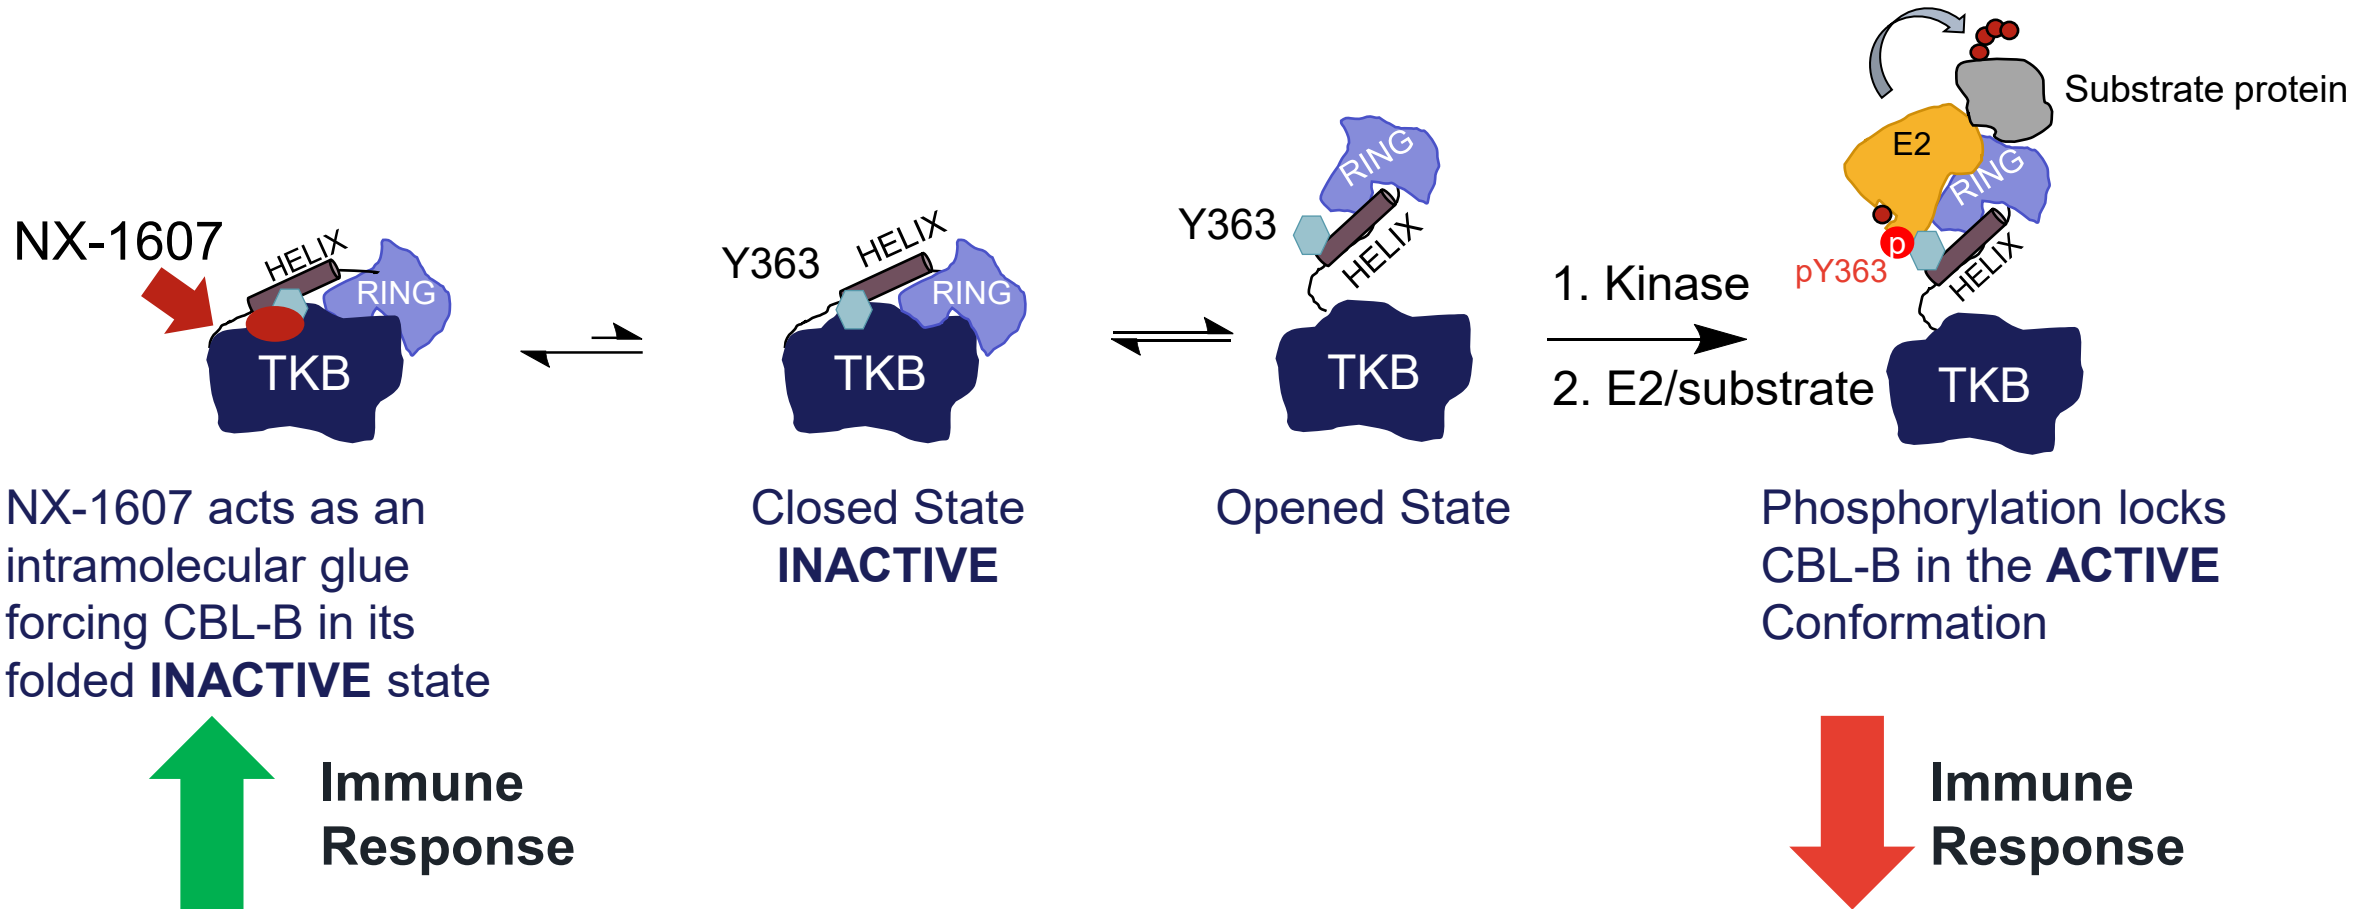 NX-1607
HELIX
RING
TKB
NX-1607 acts as an
intramolecular glue
forcing CBL-B in its
folded INACTIVE state
Immune
Response
Y363
HELIX
RING
TKB
Closed State
INACTIVE
Y363
RING
HELIX
TKB
Opened State
1. Kinase
2. E2/substrate
Substrate protein
E2
RING
p
pY363
HELIX
TKB
Phosphorylation locks
CBL-B in the ACTIVE
Conformation
Immune
Response